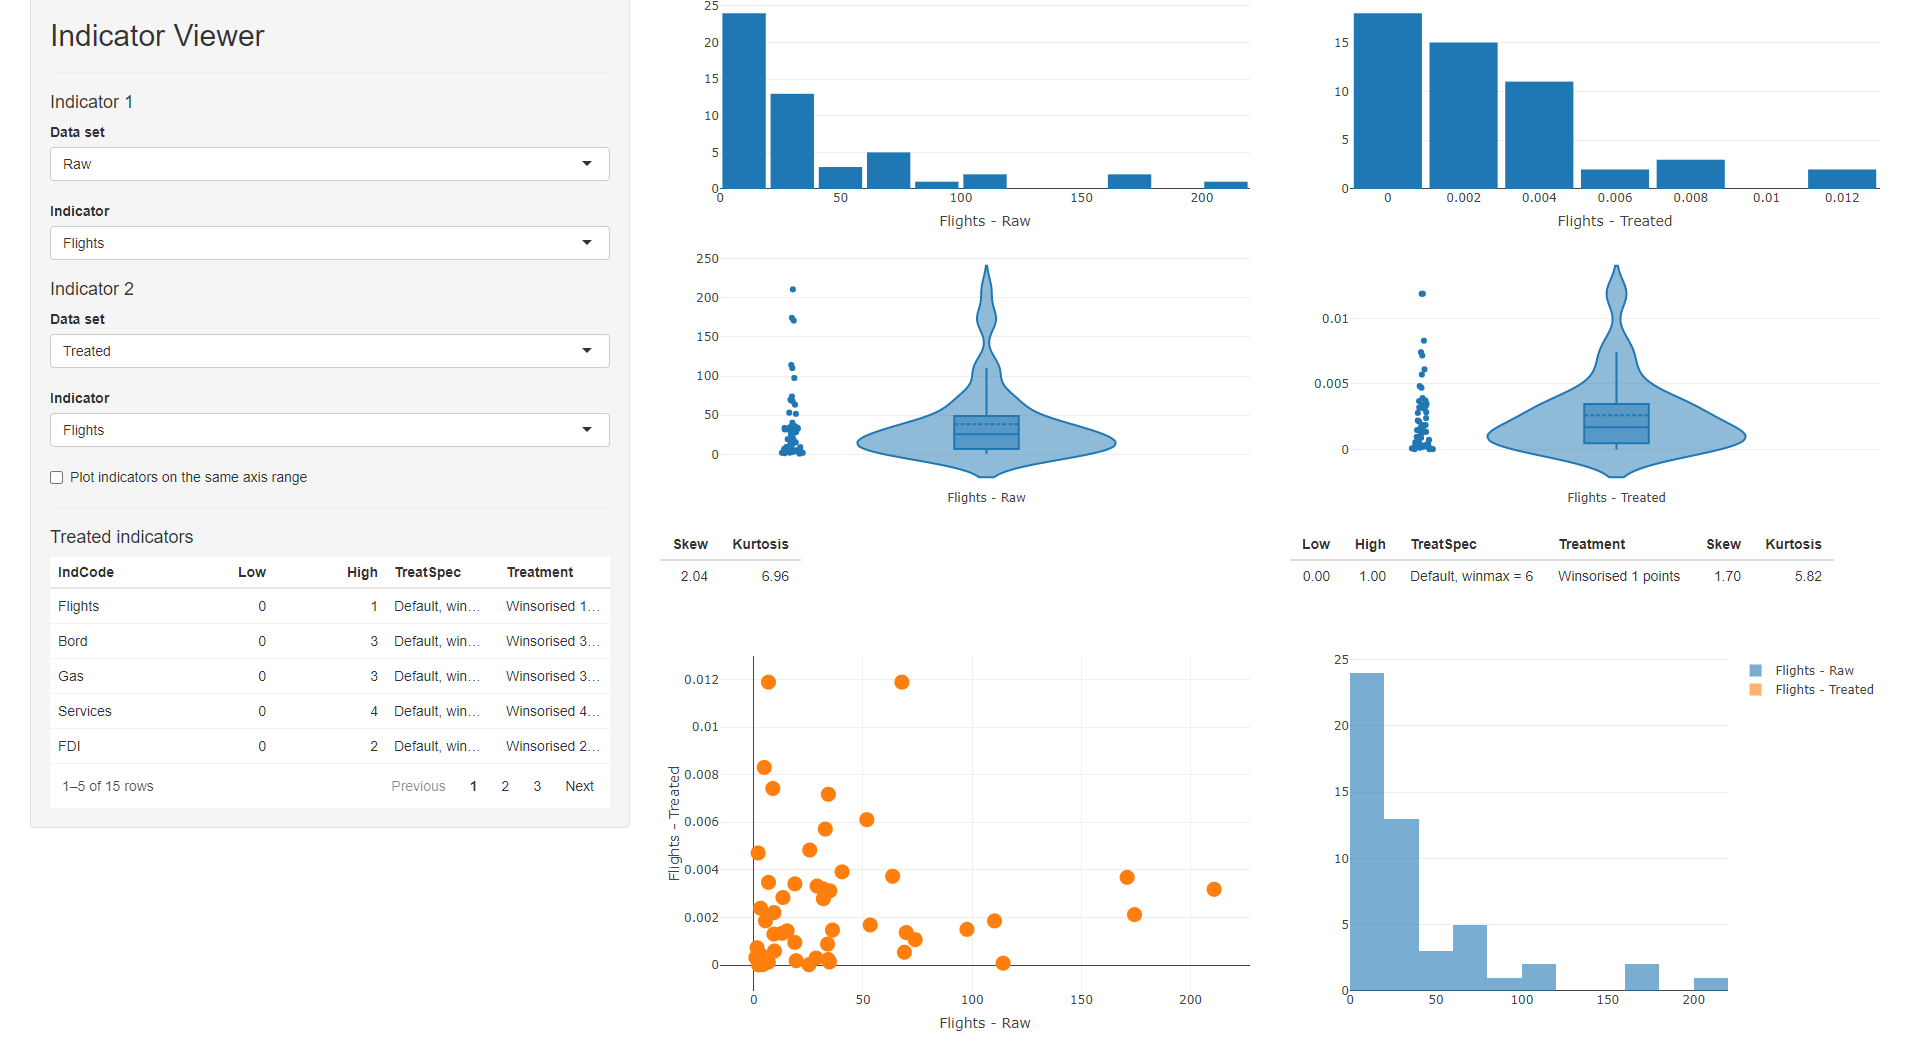 Indicator Viewer
Indicator 1
Data set
Raw
Indicator
Flights
Indicator 2
Data set
Treated
Indicator
Flights
Plot indicators on the same axis range
Treated indicators
IndCode Low High TreatSpec Treatment
Flights 0 1 Default, win... Winsorised 1...
Bord 0 3 Default, win... Winsorised 3...
Gas 0 3 Default, win... Winsorised 3...
Services 0 4 Default, win... Winsorised 4...
FDI 0 2 Default, win... Winsorised 2...
1–5 of 15 rows Previous 1 2 3 Next
25
20
15
10
5
0
0 50 100 150 200
Flights - Raw
15
10
5
0
0 0.002 0.004 0.006 0.008 0.01 0.012
Flights - Treated
250
200
150
100
50
0
Flights - Raw
0.01
0.005
0
Flights - Treated
Skew Kurtosis
2.04 6.96
Low High TreatSpec Treatment Skew Kurtosis
0.00 1.00 Default, winmax = 6 Winsorised 1 points 1.70 5.82
Flights - Treated
0.012
0.01
0.008
0.006
0.004
0.002
0
0 50 100 150 200
Flights - Raw
25
20
15
10
5
0
0 50 100 150 200
Flights - Raw
Flights - Treated